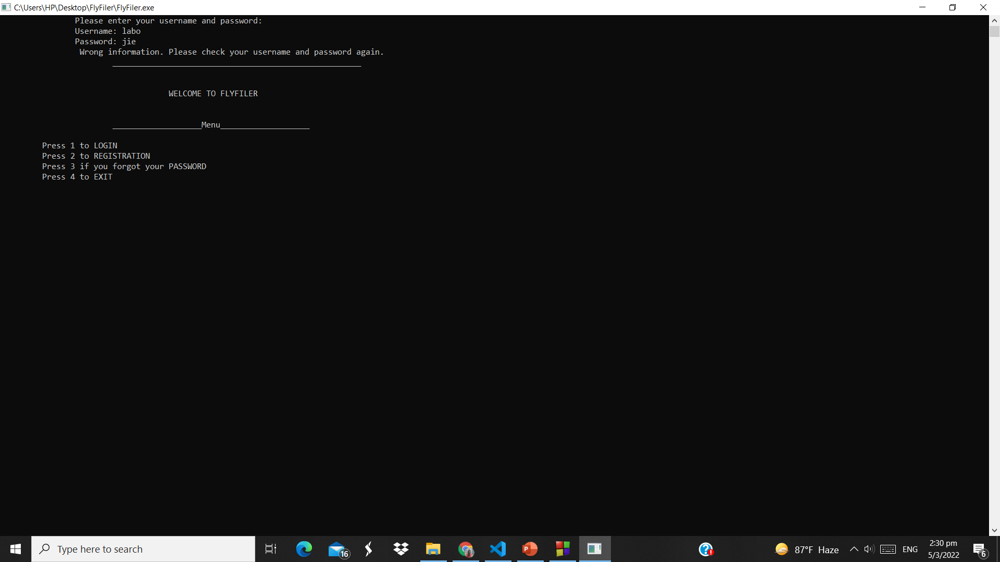 C:\Users\HP\Desktop\FlyFiler\FlyFiler.exe
Please enter your username and password:
Username: labo
Password: jie
Wrong information. Please check your username and password again.
WELCOME TO FLYFILER
___________________Menu___________________
Press 1 to LOGIN
Press 2 to REGISTRATION
Press 3 if you forgot your PASSWORD
Press 4 to EXIT
Type here to search
16
P
87°F Haze
ENG
2:30 pm
5/3/2022
6